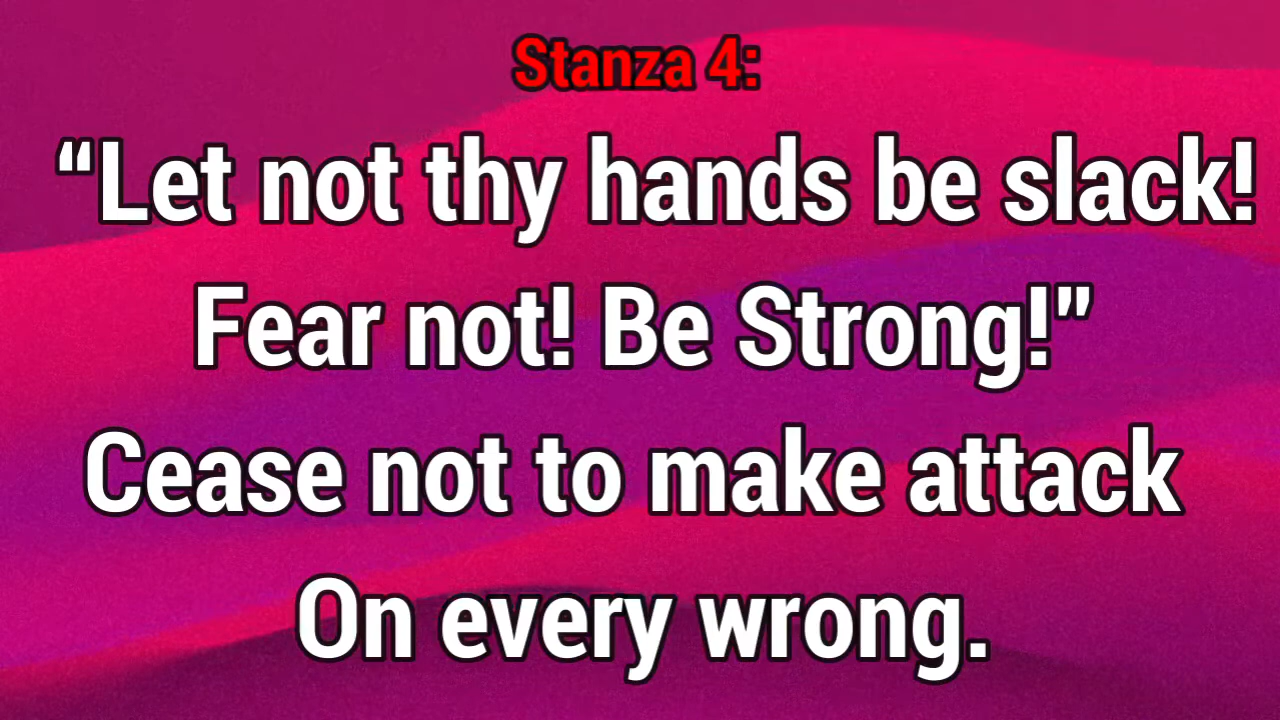 Stanza 4:
“Let not thy hands be slack!
Fear not! Be Strong!”
Cease not to make attack
On every wrong.